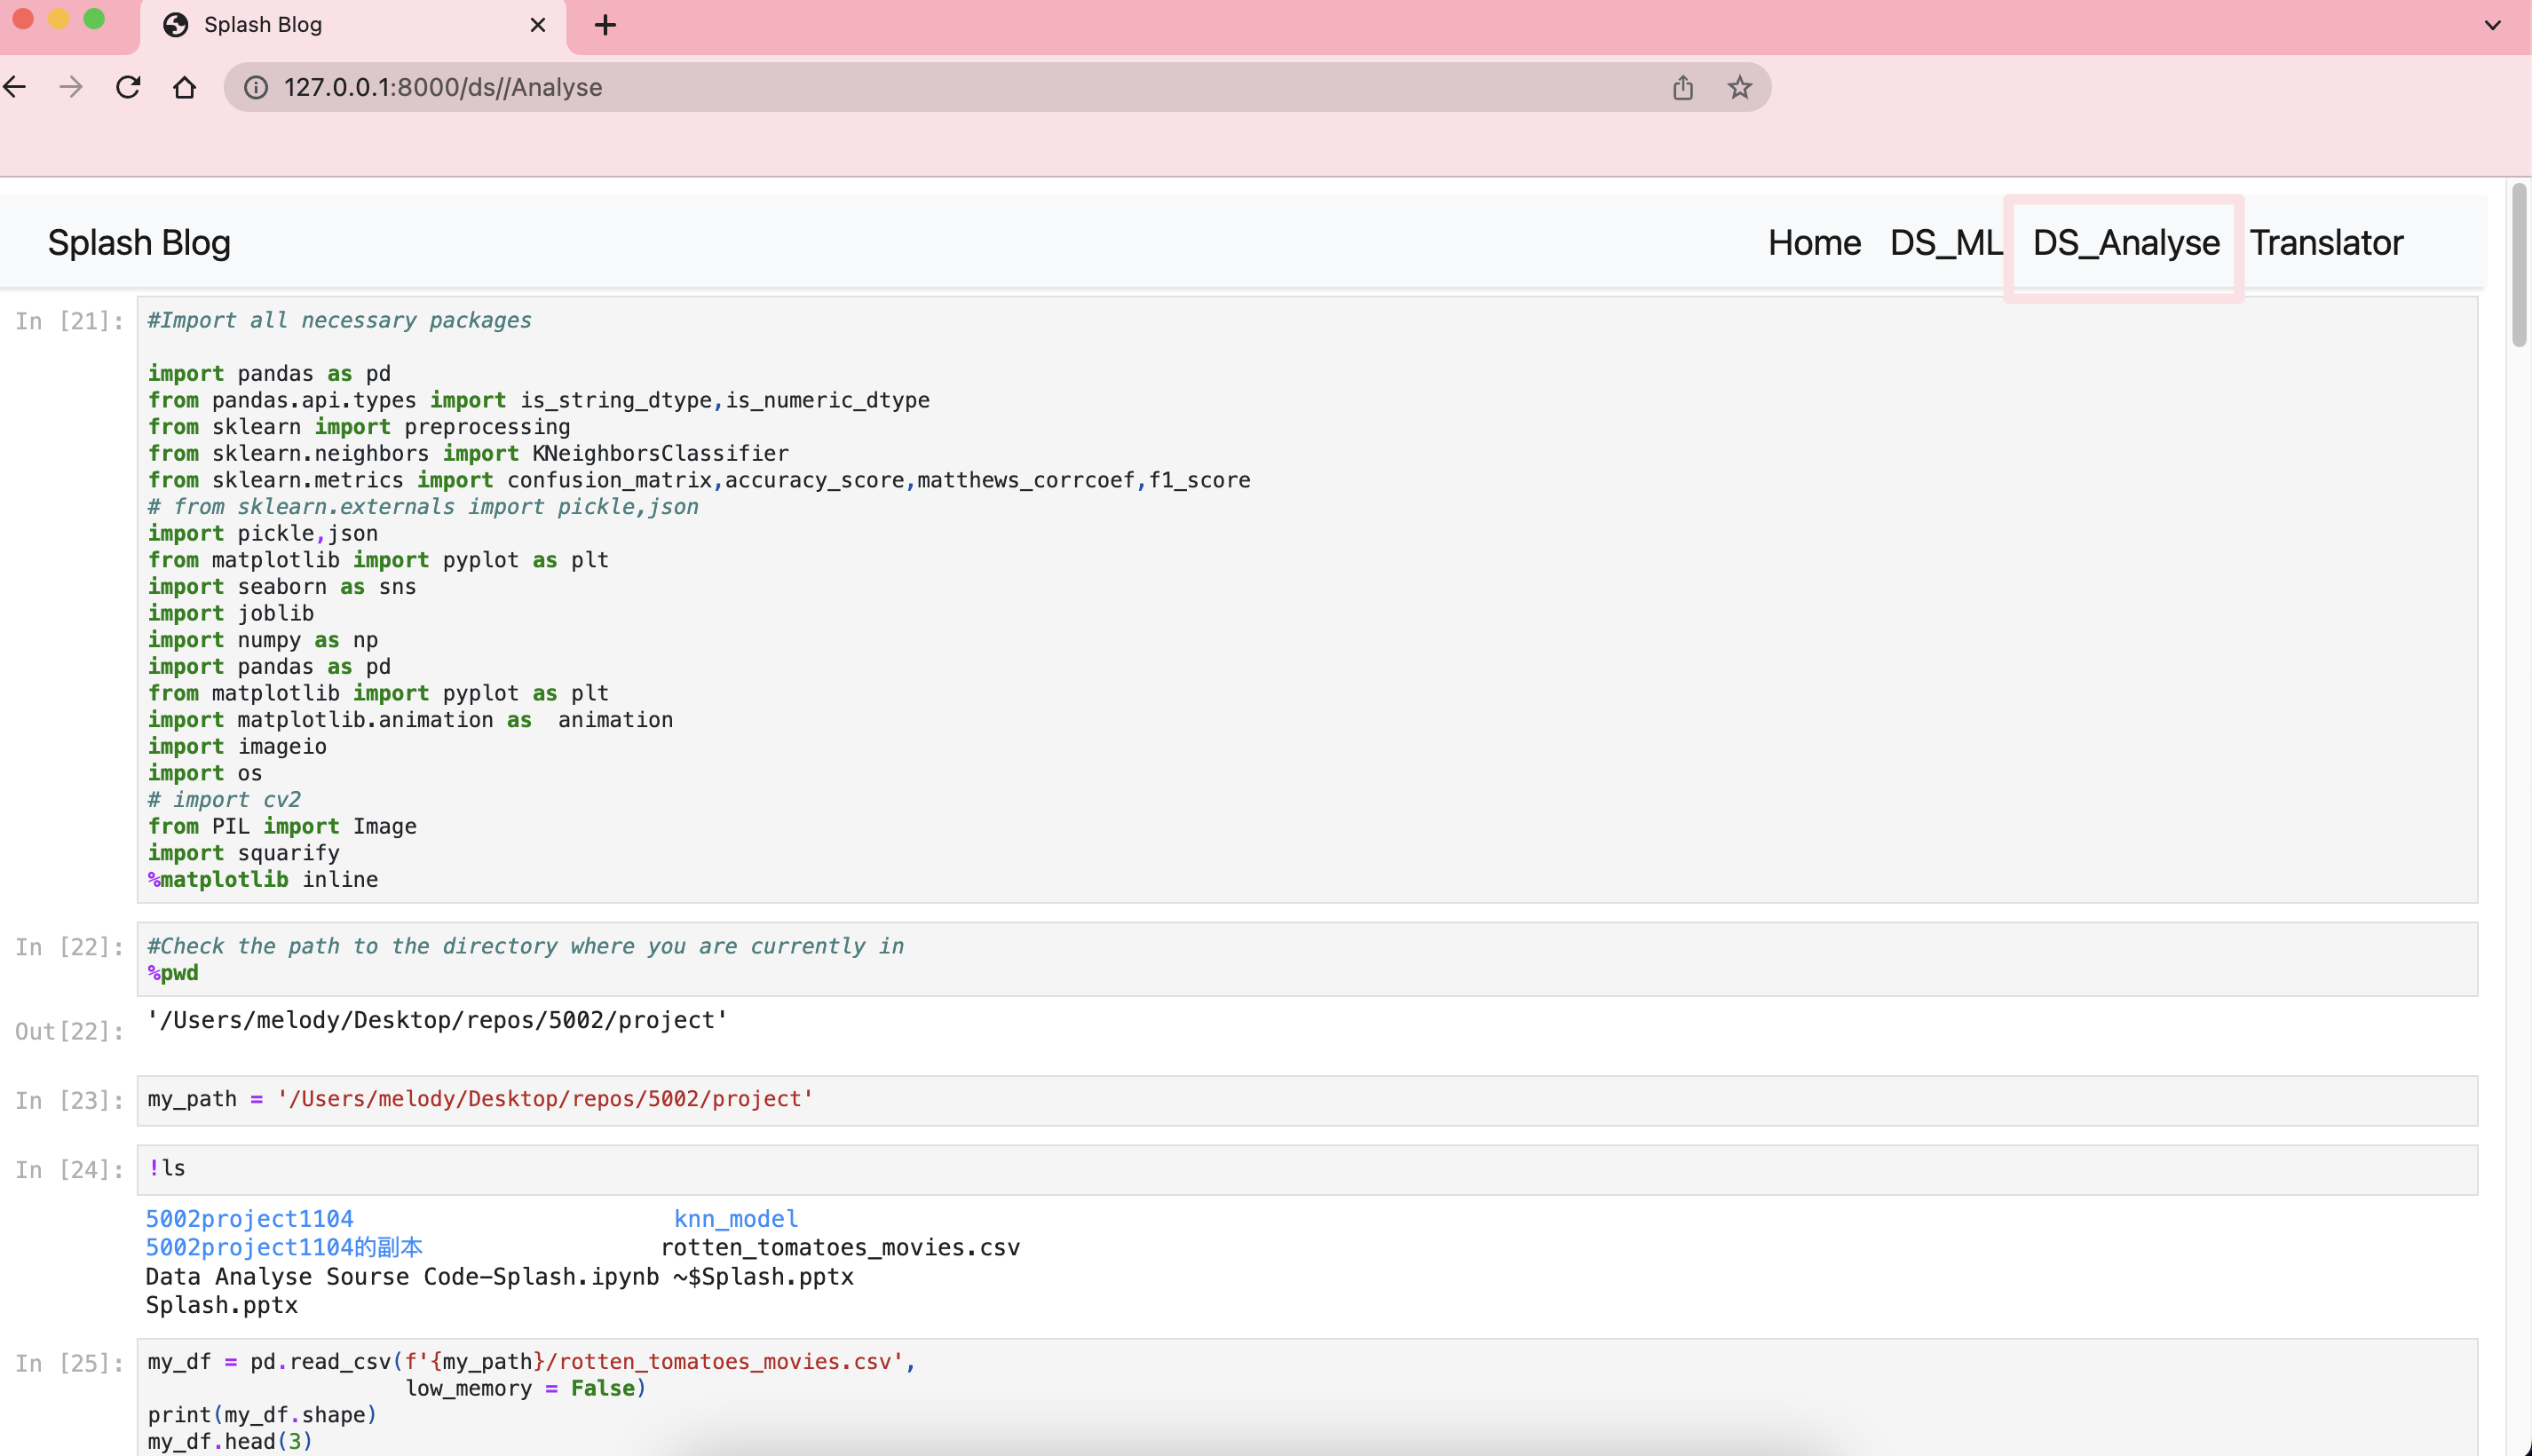 Splash Blog
127.0.0.1:8000/ds//Analyse
Splash Blog
Home DS_ML DS_Analyse Translator
In [21]:
#Import all necessary packages
import pandas as pd
from pandas.api.types import is_string_dtype,is_numeric_dtype
from sklearn import preprocessing
from sklearn.neighbors import KNeighborsClassifier
from sklearn.metrics import confusion_matrix,accuracy_score,matthews_corrcoef,f1_score
# from sklearn.externals import pickle,json
import pickle,json
from matplotlib import pyplot as plt
import seaborn as sns
import joblib
import numpy as np
import pandas as pd
from matplotlib import pyplot as plt
import matplotlib.animation as  animation
import imageio
import os
# import cv2
from PIL import Image
import squarify
%matplotlib inline
In [22]:
#Check the path to the directory where you are currently in
%pwd
Out[22]:
'/Users/melody/Desktop/repos/5002/project'
In [23]:
my_path = '/Users/melody/Desktop/repos/5002/project'
In [24]:
!ls
5002project1104 knn_model
5002project1104的副本 rotten_tomatoes_movies.csv
Data Analyse Sourse Code-Splash.ipynb ~$Splash.pptx
Splash.pptx
In [25]:
my_df = pd.read_csv(f'{my_path}/rotten_tomatoes_movies.csv',
low_memory = False)
print(my_df.shape)
my_df.head(3)